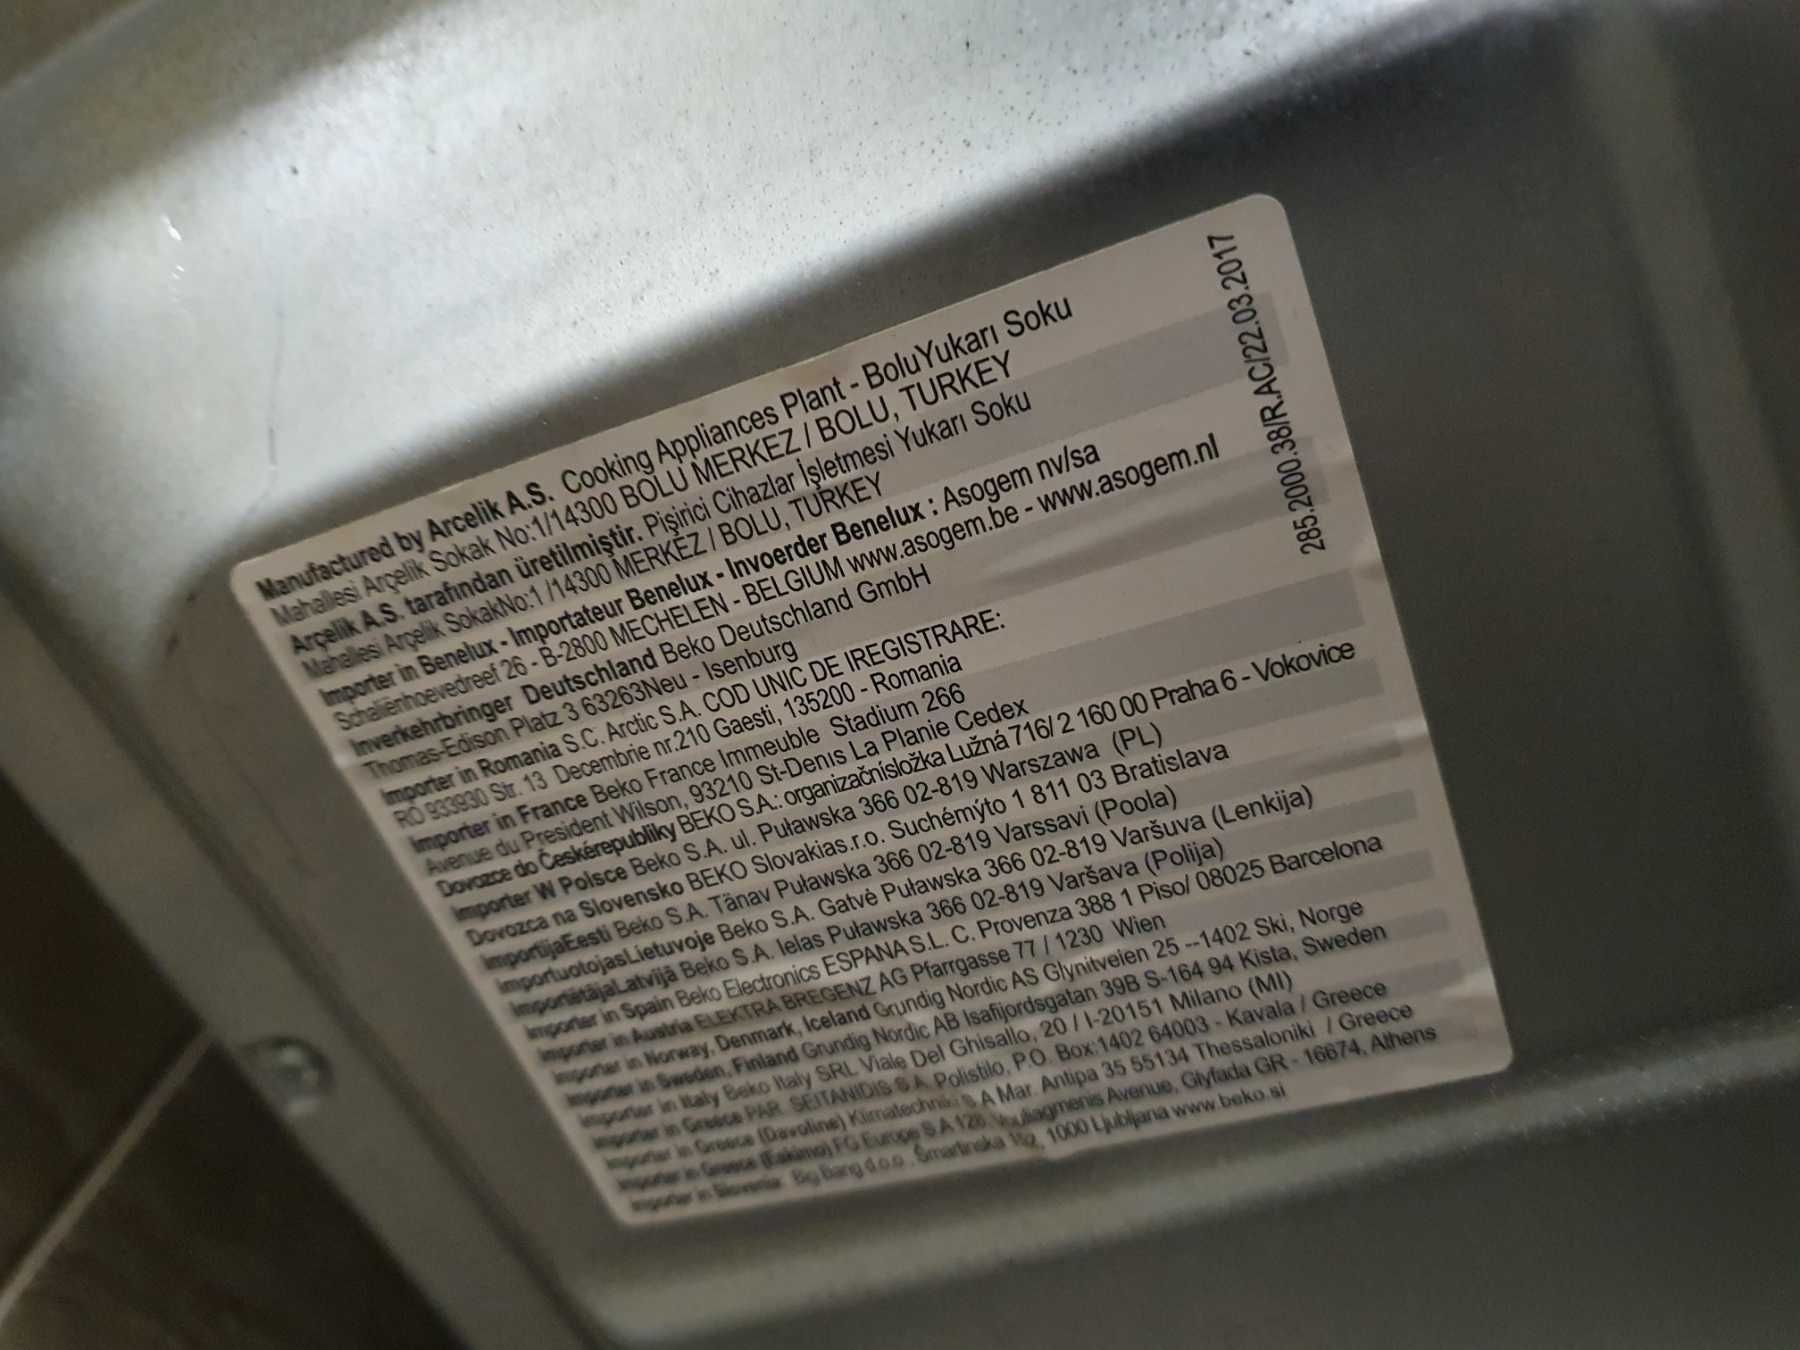 Manufactured by Arcelik A.S. Cooking Appliances Plant - BoluYukarı Soku
Mahallesi Arçelik Sokak No:1/14300 BOLU MERKEZ / BOLU, TURKEY
Arçelik A.S. tarafından üretilmiştir. Pişirici Cihazlar İşletmesi Yukarı Soku
Mahallesi Arçelik SokakNo:1 /14300 MERKEZ / BOLU, TURKEY
Importer in Benelux - Importateur Benelux - Invoerder Benelux : Asogem nv/sa
Schaliënhoevedreef 26 - B-2800 MECHELEN - BELGIUM www.asogem.be - www.asogem.nl
Inverkehrbringer Deutschland Beko Deutschland GmbH
Thomas-Edison Platz 3 63263Neu - Isenburg
Importer in Romania S.C. Arctic S.A. COD UNIC DE IREGISTRARE:
RO 933930 Str. 13 Decembrie nr.210 Gaesti, 135200 - Romania
Importer in France Beko France Immeuble Stadium 266
Avenue du President Wilson, 93210 St-Denıs La Planie Cedex
Dovozce do Českérepubliky BEKO S.A.: organizačnísložka Lužná 716/ 2 160 00 Praha 6 - Vokovice
Importer W Polsce Beko S.A. ul. Puławska 366 02-819 Warszawa (PL)
Dovozca na Slovensko BEKO Slovakias.r.o. Suchémýto 1 811 03 Bratislava
ImportijaEesti Beko S.A. Tänav Puławska 366 02-819 Varssavi (Poola)
ImportuotojasLietuvoje Beko S.A. Gatvė Puławska 366 02-819 Varšuva (Lenkija)
ImportētājaLatvijā Beko S.A. Ielas Puławska 366 02-819 Varšava (Polija)
Importer in Spain Beko Electronics ESPANA S.L. C. Provenza 388 1 Piso/ 08025 Barcelona
Importer in Austria ELEKTRA BREGENZ AG Pfarrgasse 77 / 1230 Wien
Importer in Norway, Denmark, Iceland Grundig Nordic AS Glynitveien 25 --1402 Ski, Norge
Importer in Sweden, Finland Grundig Nordic AB Isafijordsgatan 39B S-164 94 Kista, Sweden
Importer in Italy Beko Italy SRL Viale Del Ghisallo, 20 / I-20151 Milano (MI)
Importer in Greece PAR. SEITANIDIS S.A. Polistilo, P.O. Box:1402 64003 - Kavala / Greece
Importer in Greece (Davoline) Klimatechniki S.A Mar. Antipa 35 55134 Thessaloniki / Greece
Importer in Greece (Eskimo) FG Europe S.A 128, Vouliagmenis Avenue, Glyfada GR - 16674, Athens
Importer in Slovenia: Big Bang d.o.o , Šmartinska 152, 1000 Ljubljana www.beko.si
285.2000.38/R.AC/22.03.2017